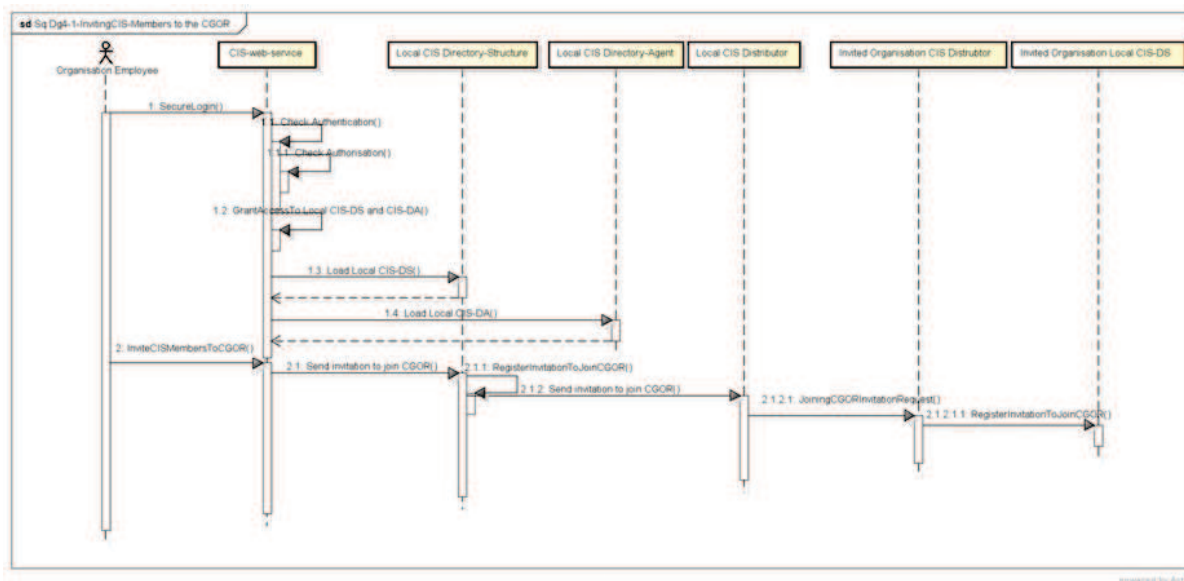 sd Sq Dg4-1-InvitingCIS-Members to the CGOR
Organisation Employee
CIS-web-service
Local CIS Directory-Structure
Local CIS Directory-Agent
Local CIS Distributor
Invited Organisation CIS Distrubtor
Invited Organisation Local CIS-DS
1: SecureLogin()
1.1: Check Authentication()
1.1.1: Check Authorisation()
1.2: GrantAccessTo Local CIS-DS and CIS-DA()
1.3: Load Local CIS-DS()
1.4: Load Local CIS-DA()
2: InviteCISMembersToCGOR()
2.1: Send invitation to join CGOR()
2.1.1: RegisterInvitationToJoinCGOR()
2.1.2: Send invitation to join CGOR()
2.1.2.1: JoiningCGORInvitationRequest()
2.1.2.1.1: RegisterInvitationToJoinCGOR()